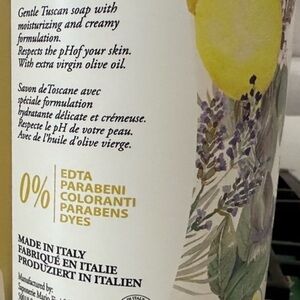 Gentle Tuscan soap with
moisturizing and creamy
formulation.
Respects the pHof your skin.
With extra virgin olive oil.
Savon de Toscane avec
spéciale formulation
hydratante délicate et crémeuse.
Respecte le pH de votre peau.
Avec de l'huile d'olive vierge.
0%
EDTA
PARABENI
COLORANTI
PARABENS
DYES
MADE IN ITALY
FABRIQUÉ EN ITALIE
PRODUZIERT IN ITALIEN
Manufactured by:
Saponerie Mario